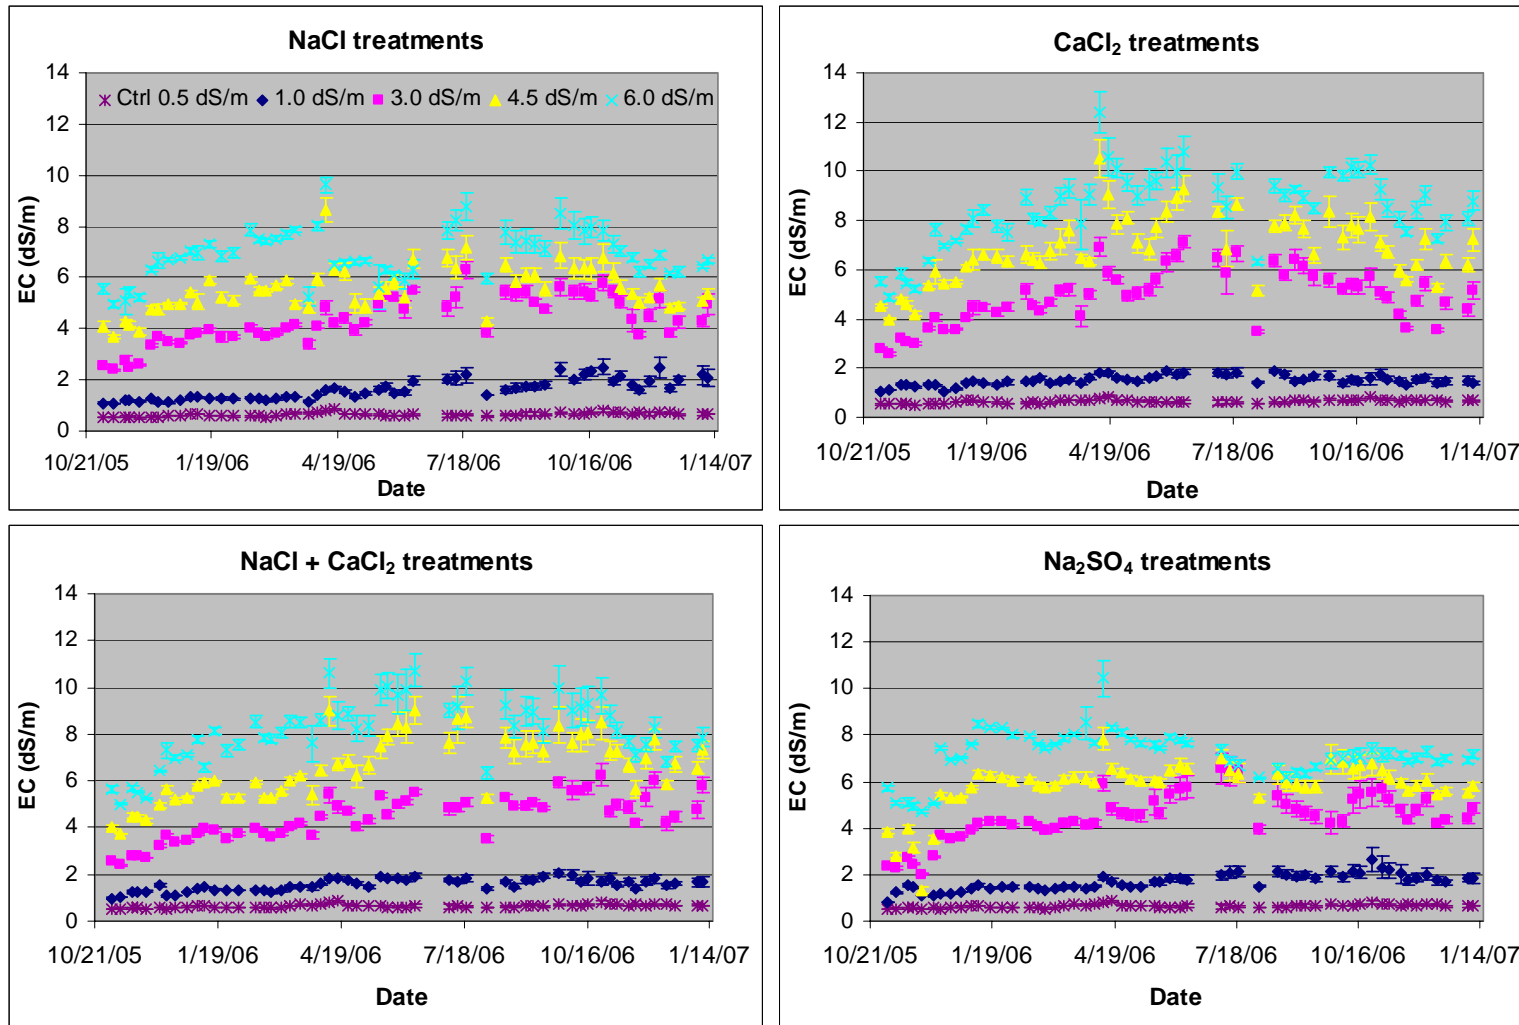 NaCl treatments
14
12
10
8
6
4
2
0
EC (dS/m)
Ctrl 0.5 dS/m 1.0 dS/m 3.0 dS/m 4.5 dS/m 6.0 dS/m
10/21/05 1/19/06 4/19/06 7/18/06 10/16/06 1/14/07
Date
CaCl₂ treatments
14
12
10
8
6
4
2
0
EC (dS/m)
10/21/05 1/19/06 4/19/06 7/18/06 10/16/06 1/14/07
Date
NaCl + CaCl₂ treatments
14
12
10
8
6
4
2
0
EC (dS/m)
10/21/05 1/19/06 4/19/06 7/18/06 10/16/06 1/14/07
Date
Na₂SO₄ treatments
14
12
10
8
6
4
2
0
EC (dS/m)
10/21/05 1/19/06 4/19/06 7/18/06 10/16/06 1/14/07
Date